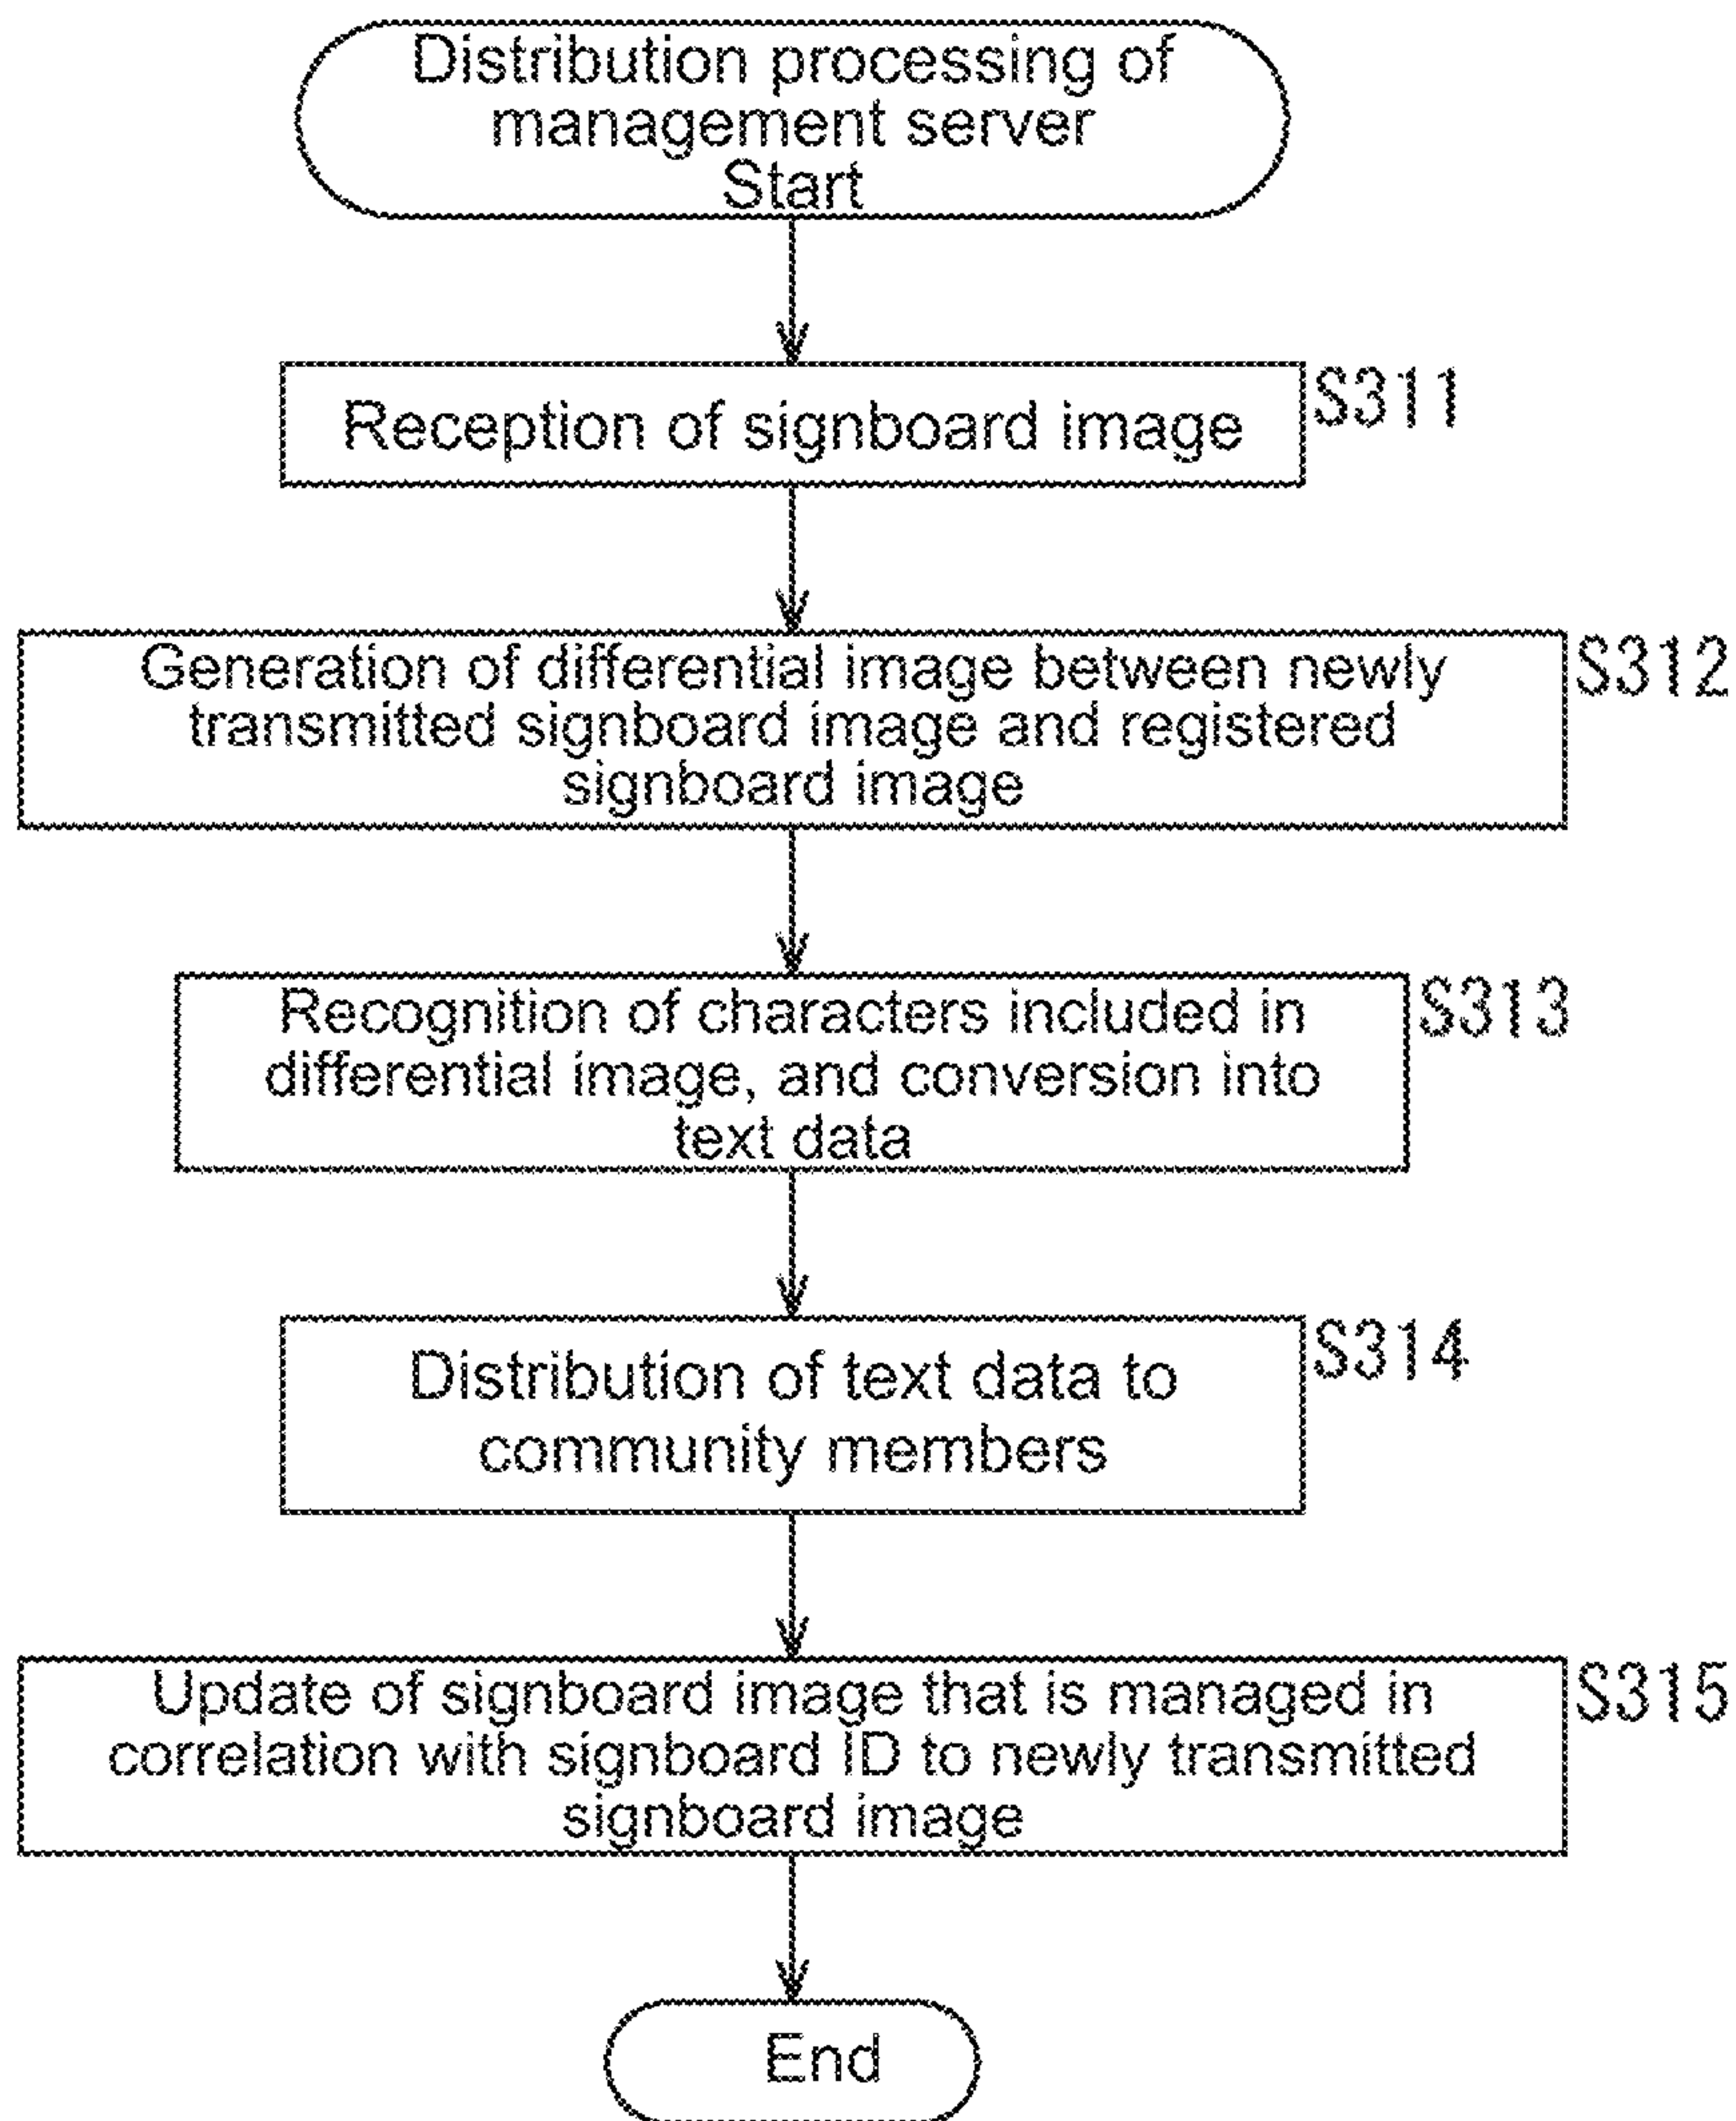 Distribution processing of
management server
Start
Reception of signboard image
S311
Generation of differential image between newly
transmitted signboard image and registered
signboard image
S312
Recognition of characters included in
differential image, and conversion into
text data
S313
Distribution of text data to
community members
S314
Update of signboard image that is managed in
correlation with signboard ID to newly transmitted
signboard image
S315
End